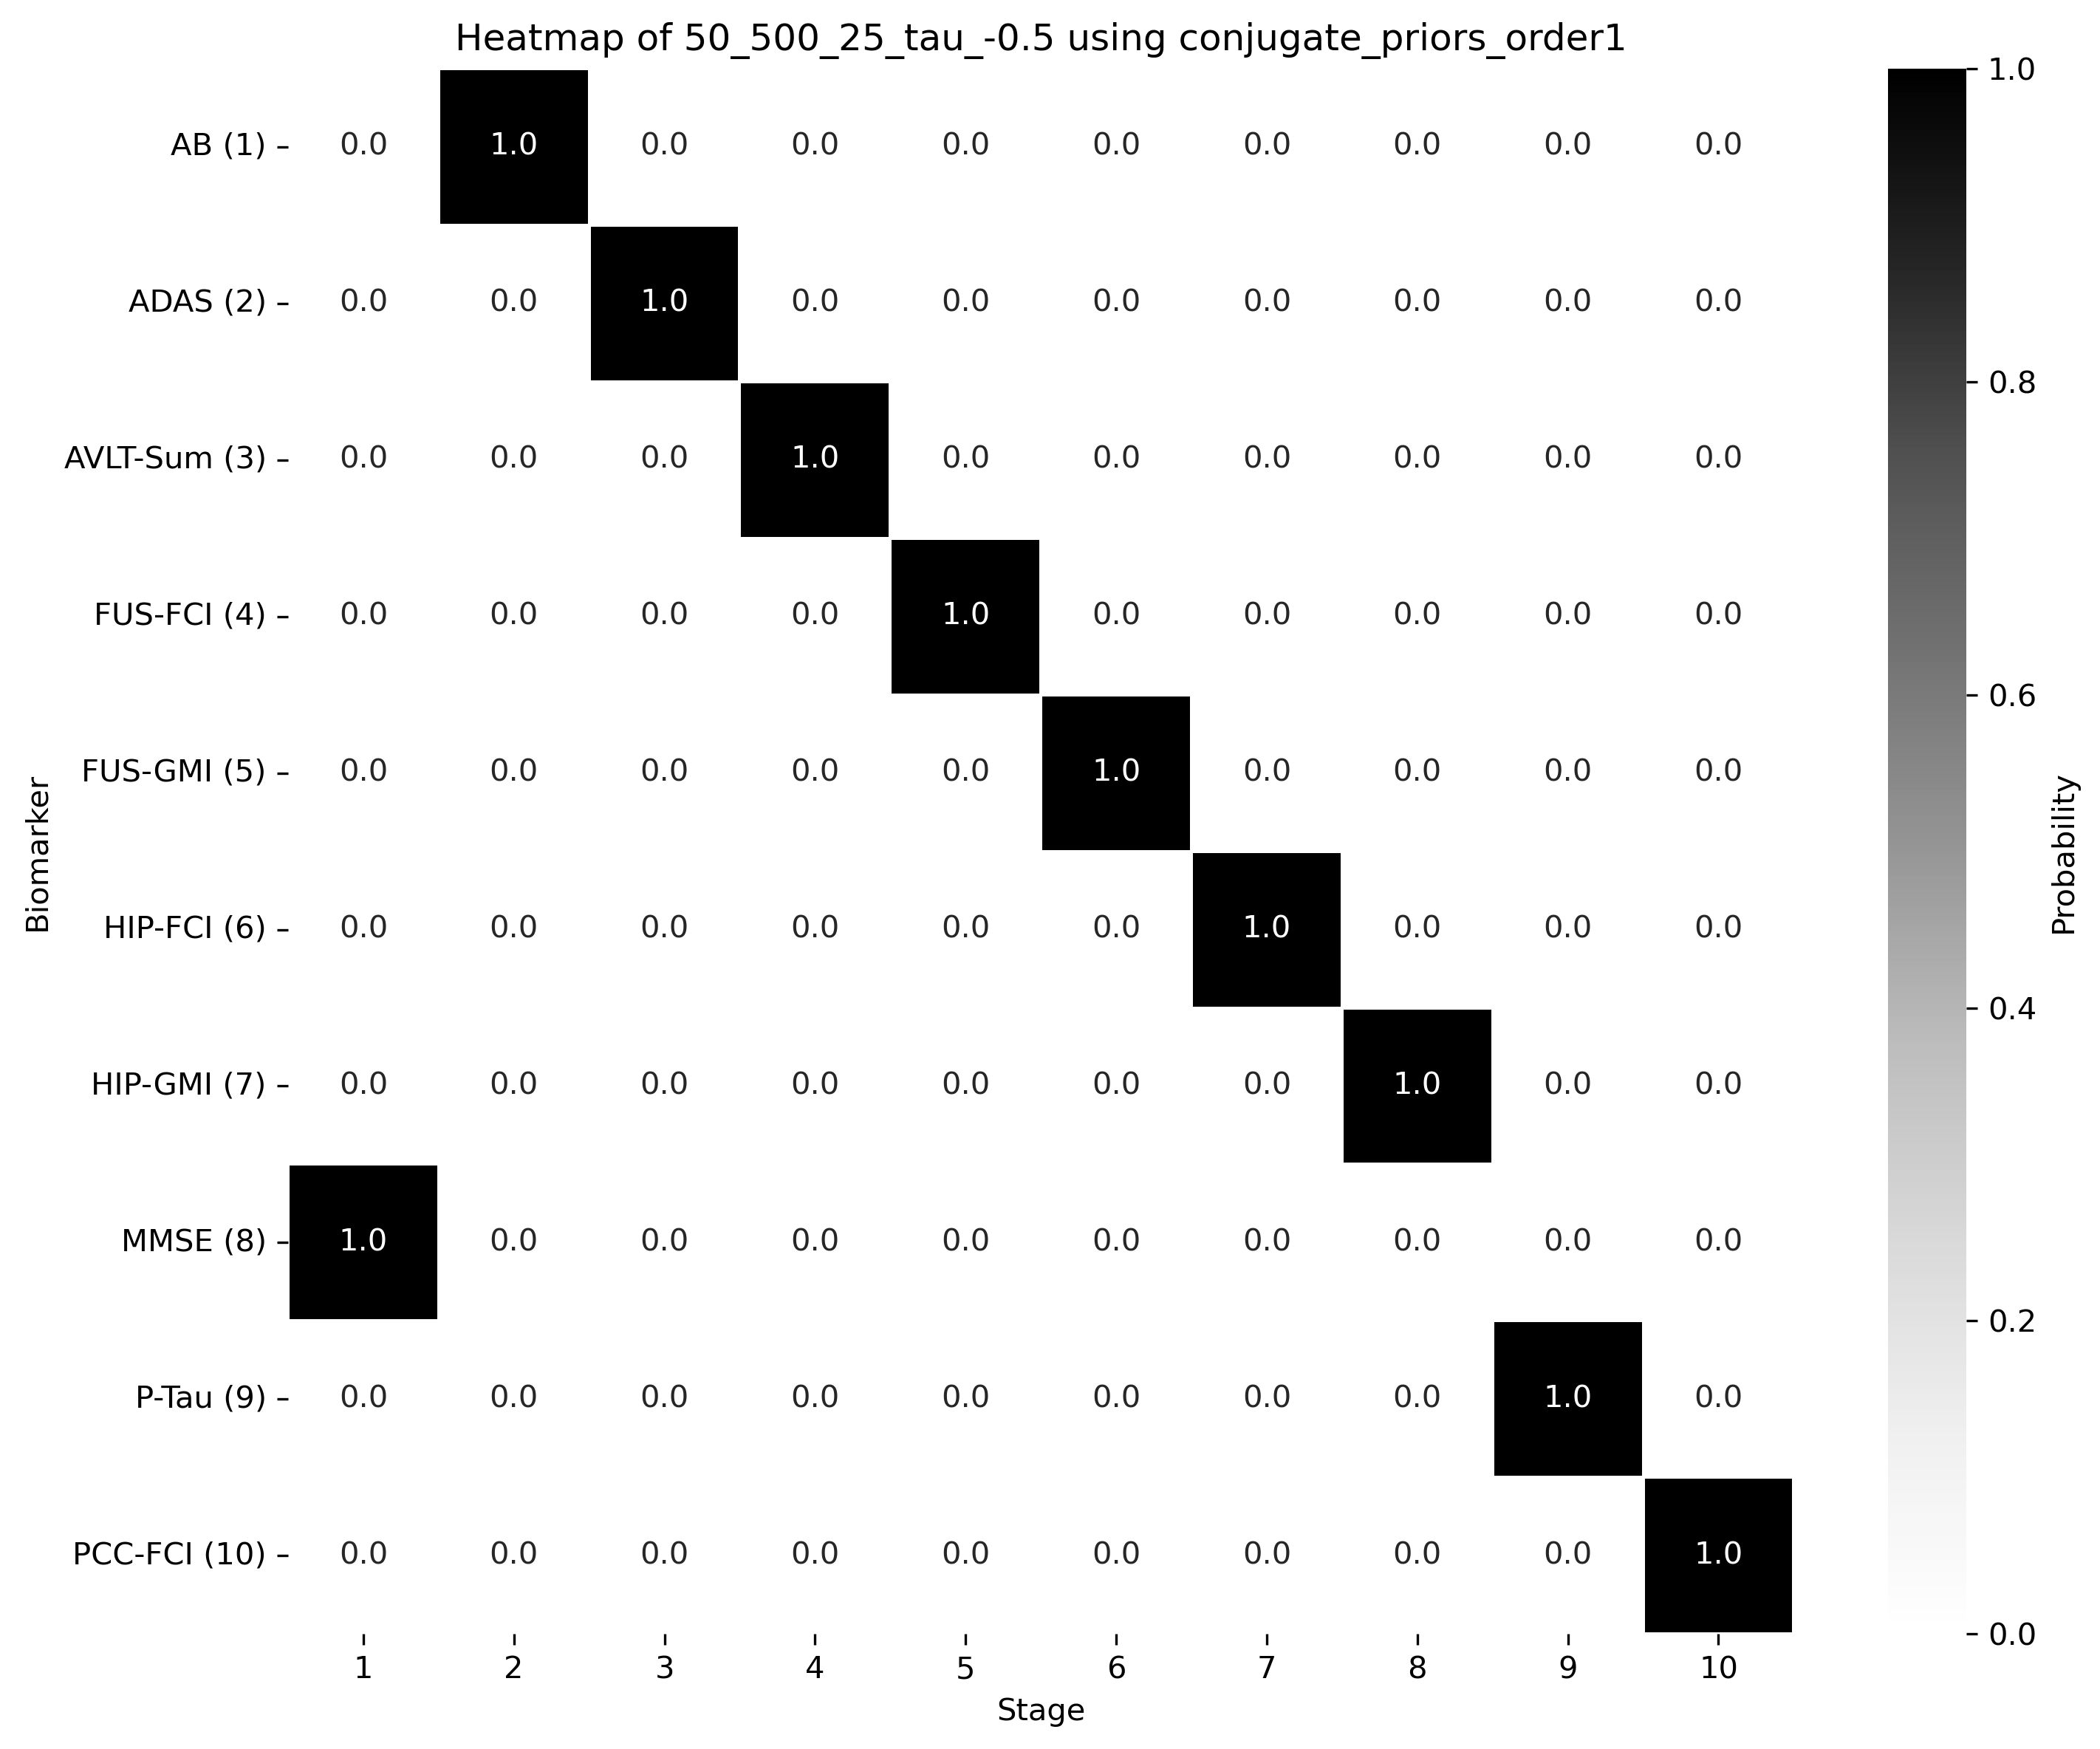 Heatmap of 50_500_25_tau_-0.5 using conjugate_priors_order1
AB (1) 0.0 1.0 0.0 0.0 0.0 0.0 0.0 0.0 0.0 0.0
ADAS (2) 0.0 0.0 1.0 0.0 0.0 0.0 0.0 0.0 0.0 0.0
AVLT-Sum (3) 0.0 0.0 0.0 1.0 0.0 0.0 0.0 0.0 0.0 0.0
FUS-FCI (4) 0.0 0.0 0.0 0.0 1.0 0.0 0.0 0.0 0.0 0.0
FUS-GMI (5) 0.0 0.0 0.0 0.0 0.0 1.0 0.0 0.0 0.0 0.0
HIP-FCI (6) 0.0 0.0 0.0 0.0 0.0 0.0 1.0 0.0 0.0 0.0
HIP-GMI (7) 0.0 0.0 0.0 0.0 0.0 0.0 0.0 1.0 0.0 0.0
MMSE (8) 1.0 0.0 0.0 0.0 0.0 0.0 0.0 0.0 0.0 0.0
P-Tau (9) 0.0 0.0 0.0 0.0 0.0 0.0 0.0 0.0 1.0 0.0
PCC-FCI (10) 0.0 0.0 0.0 0.0 0.0 0.0 0.0 0.0 0.0 1.0
1 2 3 4 5 6 7 8 9 10
Stage
Biomarker
1.0
0.8
0.6
0.4
0.2
0.0
Probability